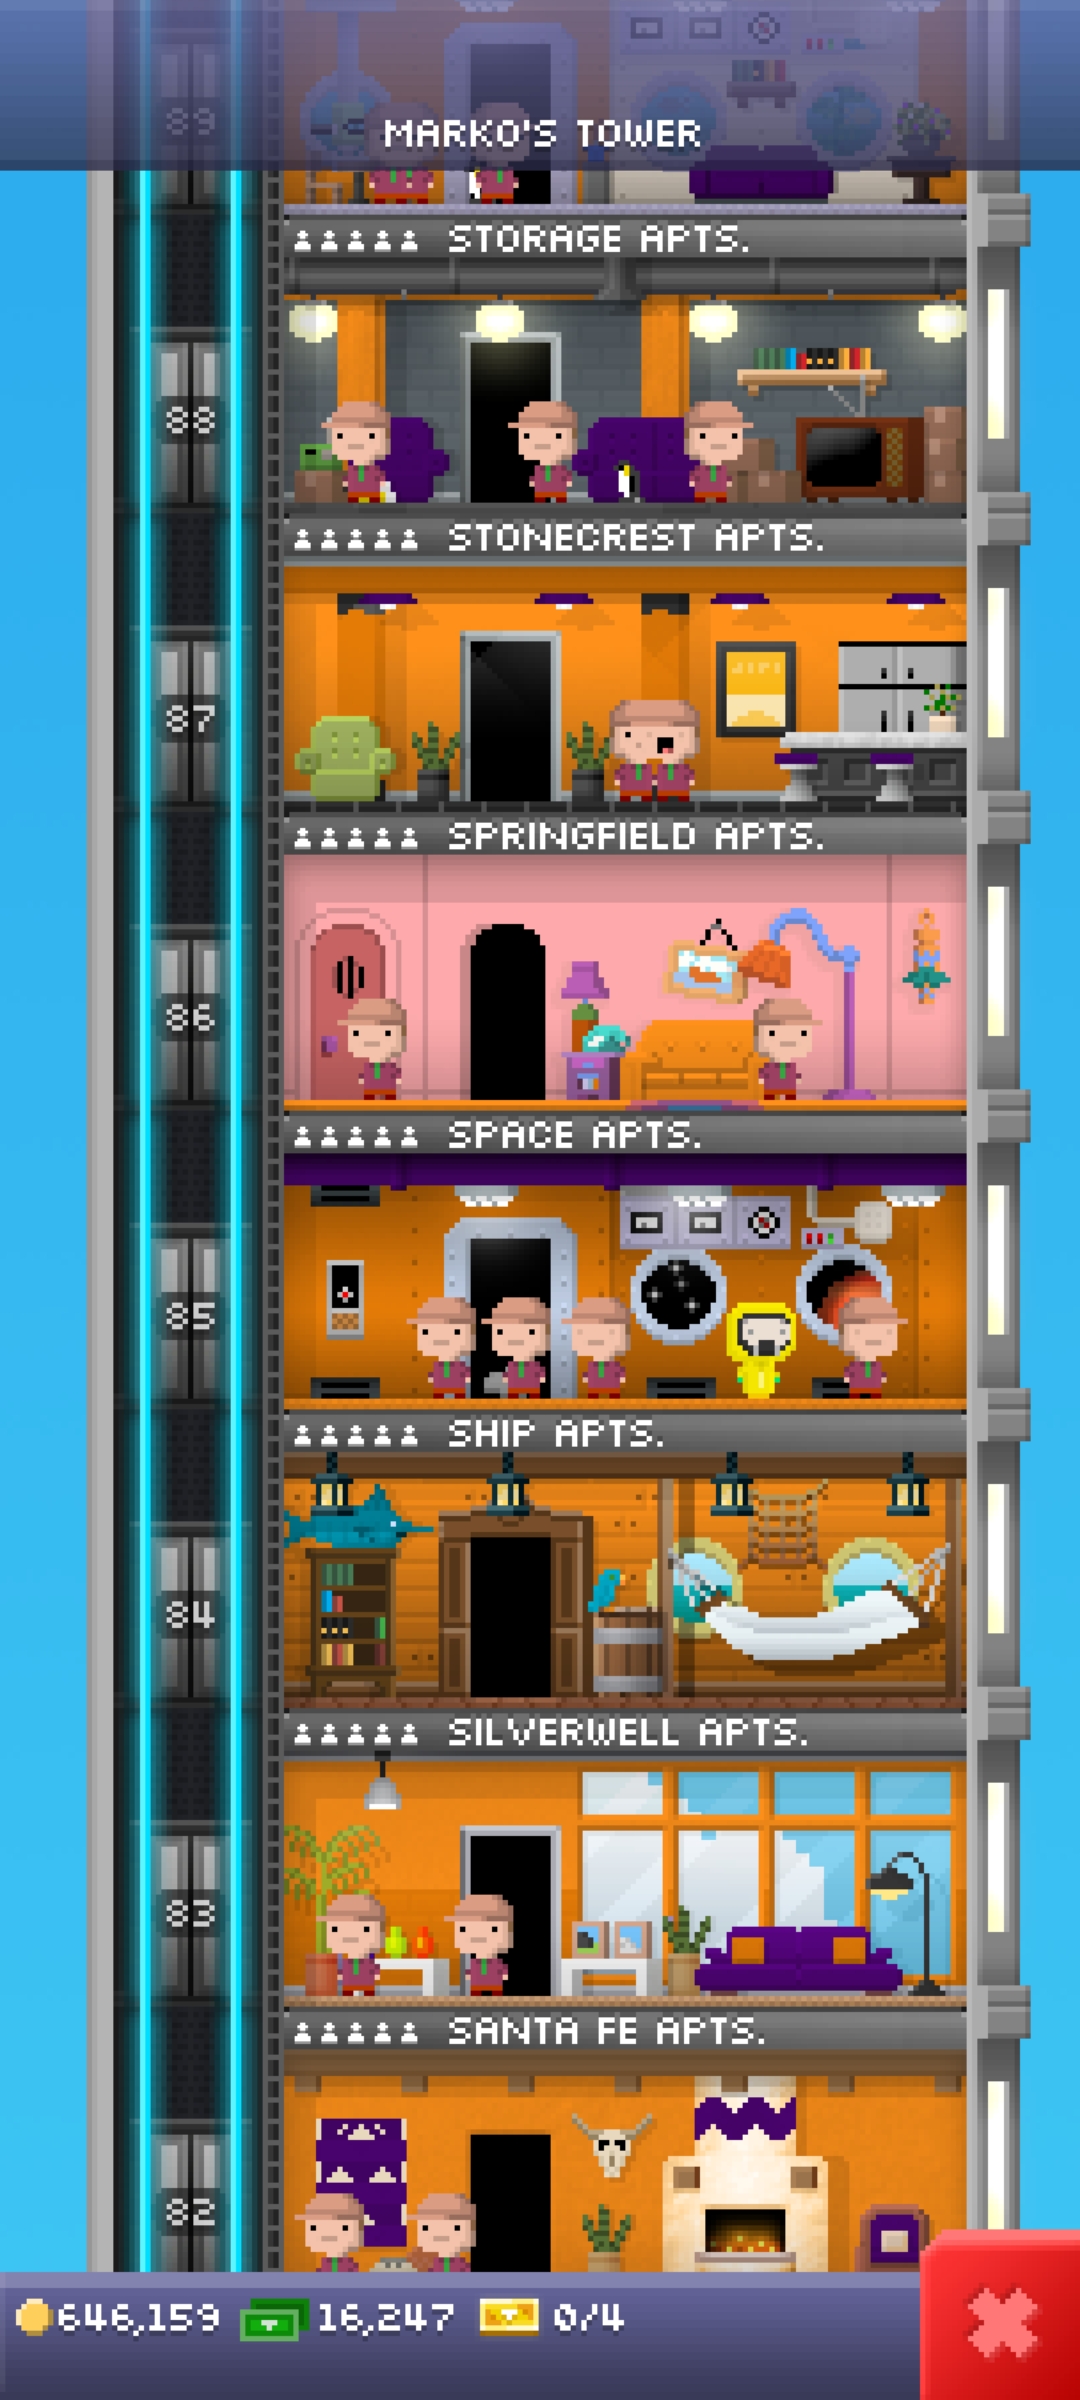 89
MARKO'S TOWER
STORAGE APTS.
88
STONECREST APTS.
87
SPRINGFIELD APTS.
86
SPACE APTS.
85
SHIP APTS.
84
SILVERWELL APTS.
83
SANTA FE APTS.
82
646,159 16,247 0/4